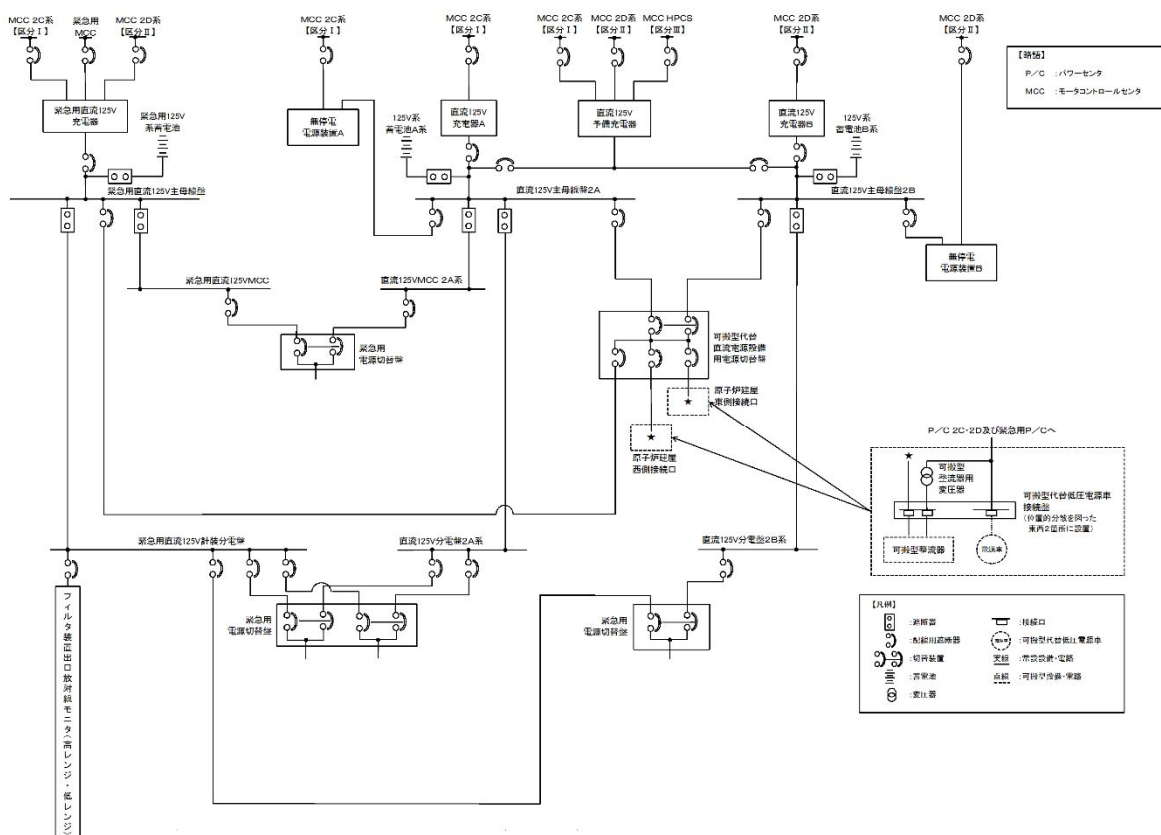 MCC 2C系
【区分Ⅰ】
緊急用
MCC
MCC 2D系
【区分Ⅱ】
MCC 2C系
【区分Ⅰ】
MCC 2C系
【区分Ⅰ】
MCC 2C系
【区分Ⅰ】
MCC 2D系
【区分Ⅱ】
MCC HPCS
【区分Ⅲ】
MCC 2D系
【区分Ⅱ】
MCC 2D系
【区分Ⅱ】
【略語】
P/C :パワーセンタ
MCC :モータコントロールセンタ
緊急用直流125V
充電器
緊急用125V
系蓄電池
無停電
電源装置A
125V系
蓄電池A系
直流125V
充電器A
直流125V
予備充電器
直流125V
充電器B
125V系
蓄電池B系
緊急用直流125V主母線盤
直流125V主母線盤2A
直流125V主母線盤2B
無停電
電源装置B
緊急用直流125VMCC
直流125VMCC 2A系
緊急用
電源切替盤
可搬型代替
直流電源設備
用電源切替盤
原子炉建屋
東側接続口
★
★
原子炉建屋
西側接続口
P/C 2C・2D及び緊急用P/Cへ
★
可搬型
整流器用
変圧器
可搬型代替低圧電源車
接続盤
(位置的分散を図った
東西2箇所に設置)
可搬型整流器
電源車
緊急用直流125V計装分電盤
直流125V分電盤2A系
直流125V分電盤2B系
緊急用
電源切替盤
緊急用
電源切替盤
フィルタ装置出口放射線モニタ(高レンジ・低レンジ)
【凡例】
:遮断器
:配線用遮断器
:切替装置
:蓄電池
:変圧器
:接続口
電源車 :可搬型代替低圧電源車
実線 :常設設備・電路
点線 :可搬型設備・電路